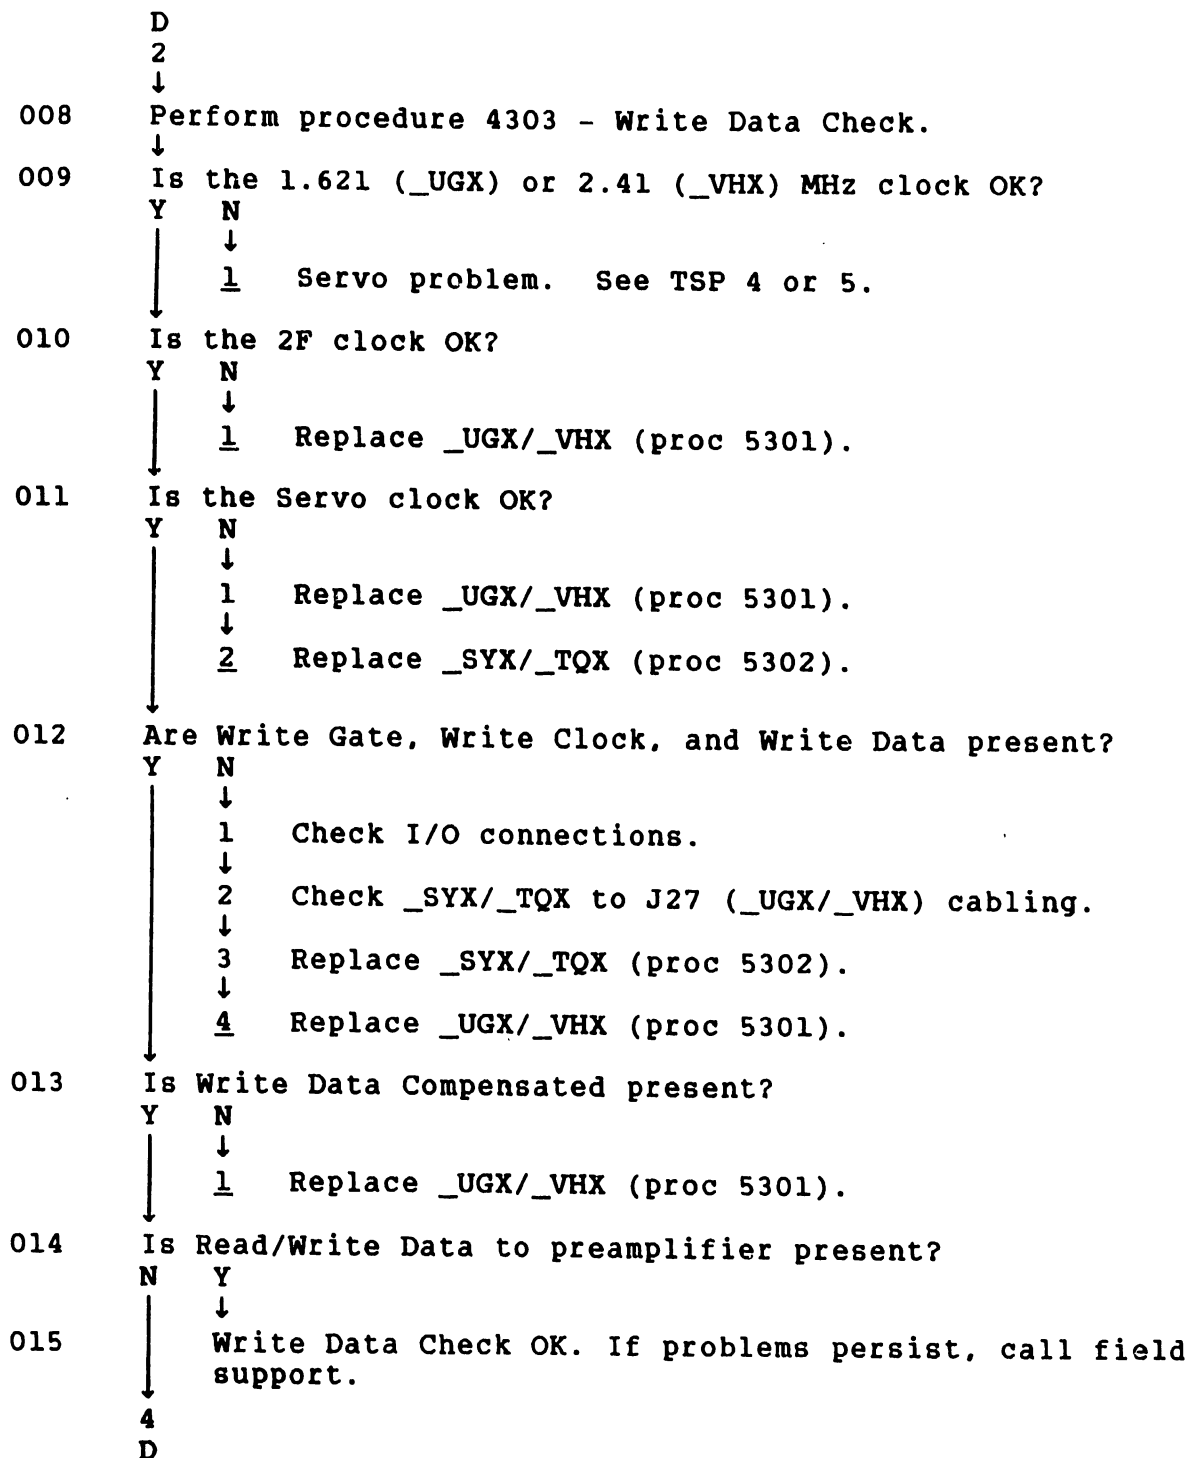 D
2
↓
008 Perform procedure 4303 - Write Data Check.
↓
009 Is the 1.621 (_UGX) or 2.41 (_VHX) MHz clock OK?
Y N
↓
1 Servo problem. See TSP 4 or 5.
010 Is the 2F clock OK?
Y N
↓
1 Replace _UGX/_VHX (proc 5301).
011 Is the Servo clock OK?
Y N
↓
1 Replace _UGX/_VHX (proc 5301).
↓
2 Replace _SYX/_TQX (proc 5302).
012 Are Write Gate, Write Clock, and Write Data present?
Y N
↓
1 Check I/O connections.
↓
2 Check _SYX/_TQX to J27 (_UGX/_VHX) cabling.
↓
3 Replace _SYX/_TQX (proc 5302).
↓
4 Replace _UGX/_VHX (proc 5301).
013 Is Write Data Compensated present?
Y N
↓
1 Replace _UGX/_VHX (proc 5301).
014 Is Read/Write Data to preamplifier present?
N Y
↓
015 Write Data Check OK. If problems persist, call field
support.
4
D